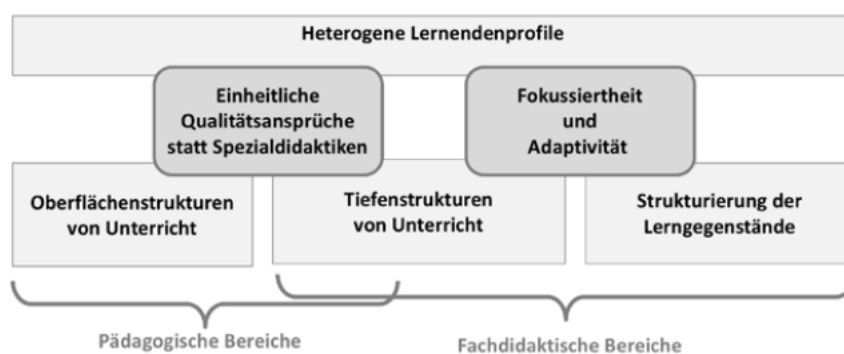 Heterogene Lernendenprofile
Einheitliche
Qualitätsansprüche
statt Spezialdidaktiken
Fokussiertheit
und
Adaptivität
Oberflächenstrukturen
von Unterricht
Tiefenstrukturen
von Unterricht
Strukturierung der
Lerngegenstände
Pädagogische Bereiche
Fachdidaktische Bereiche